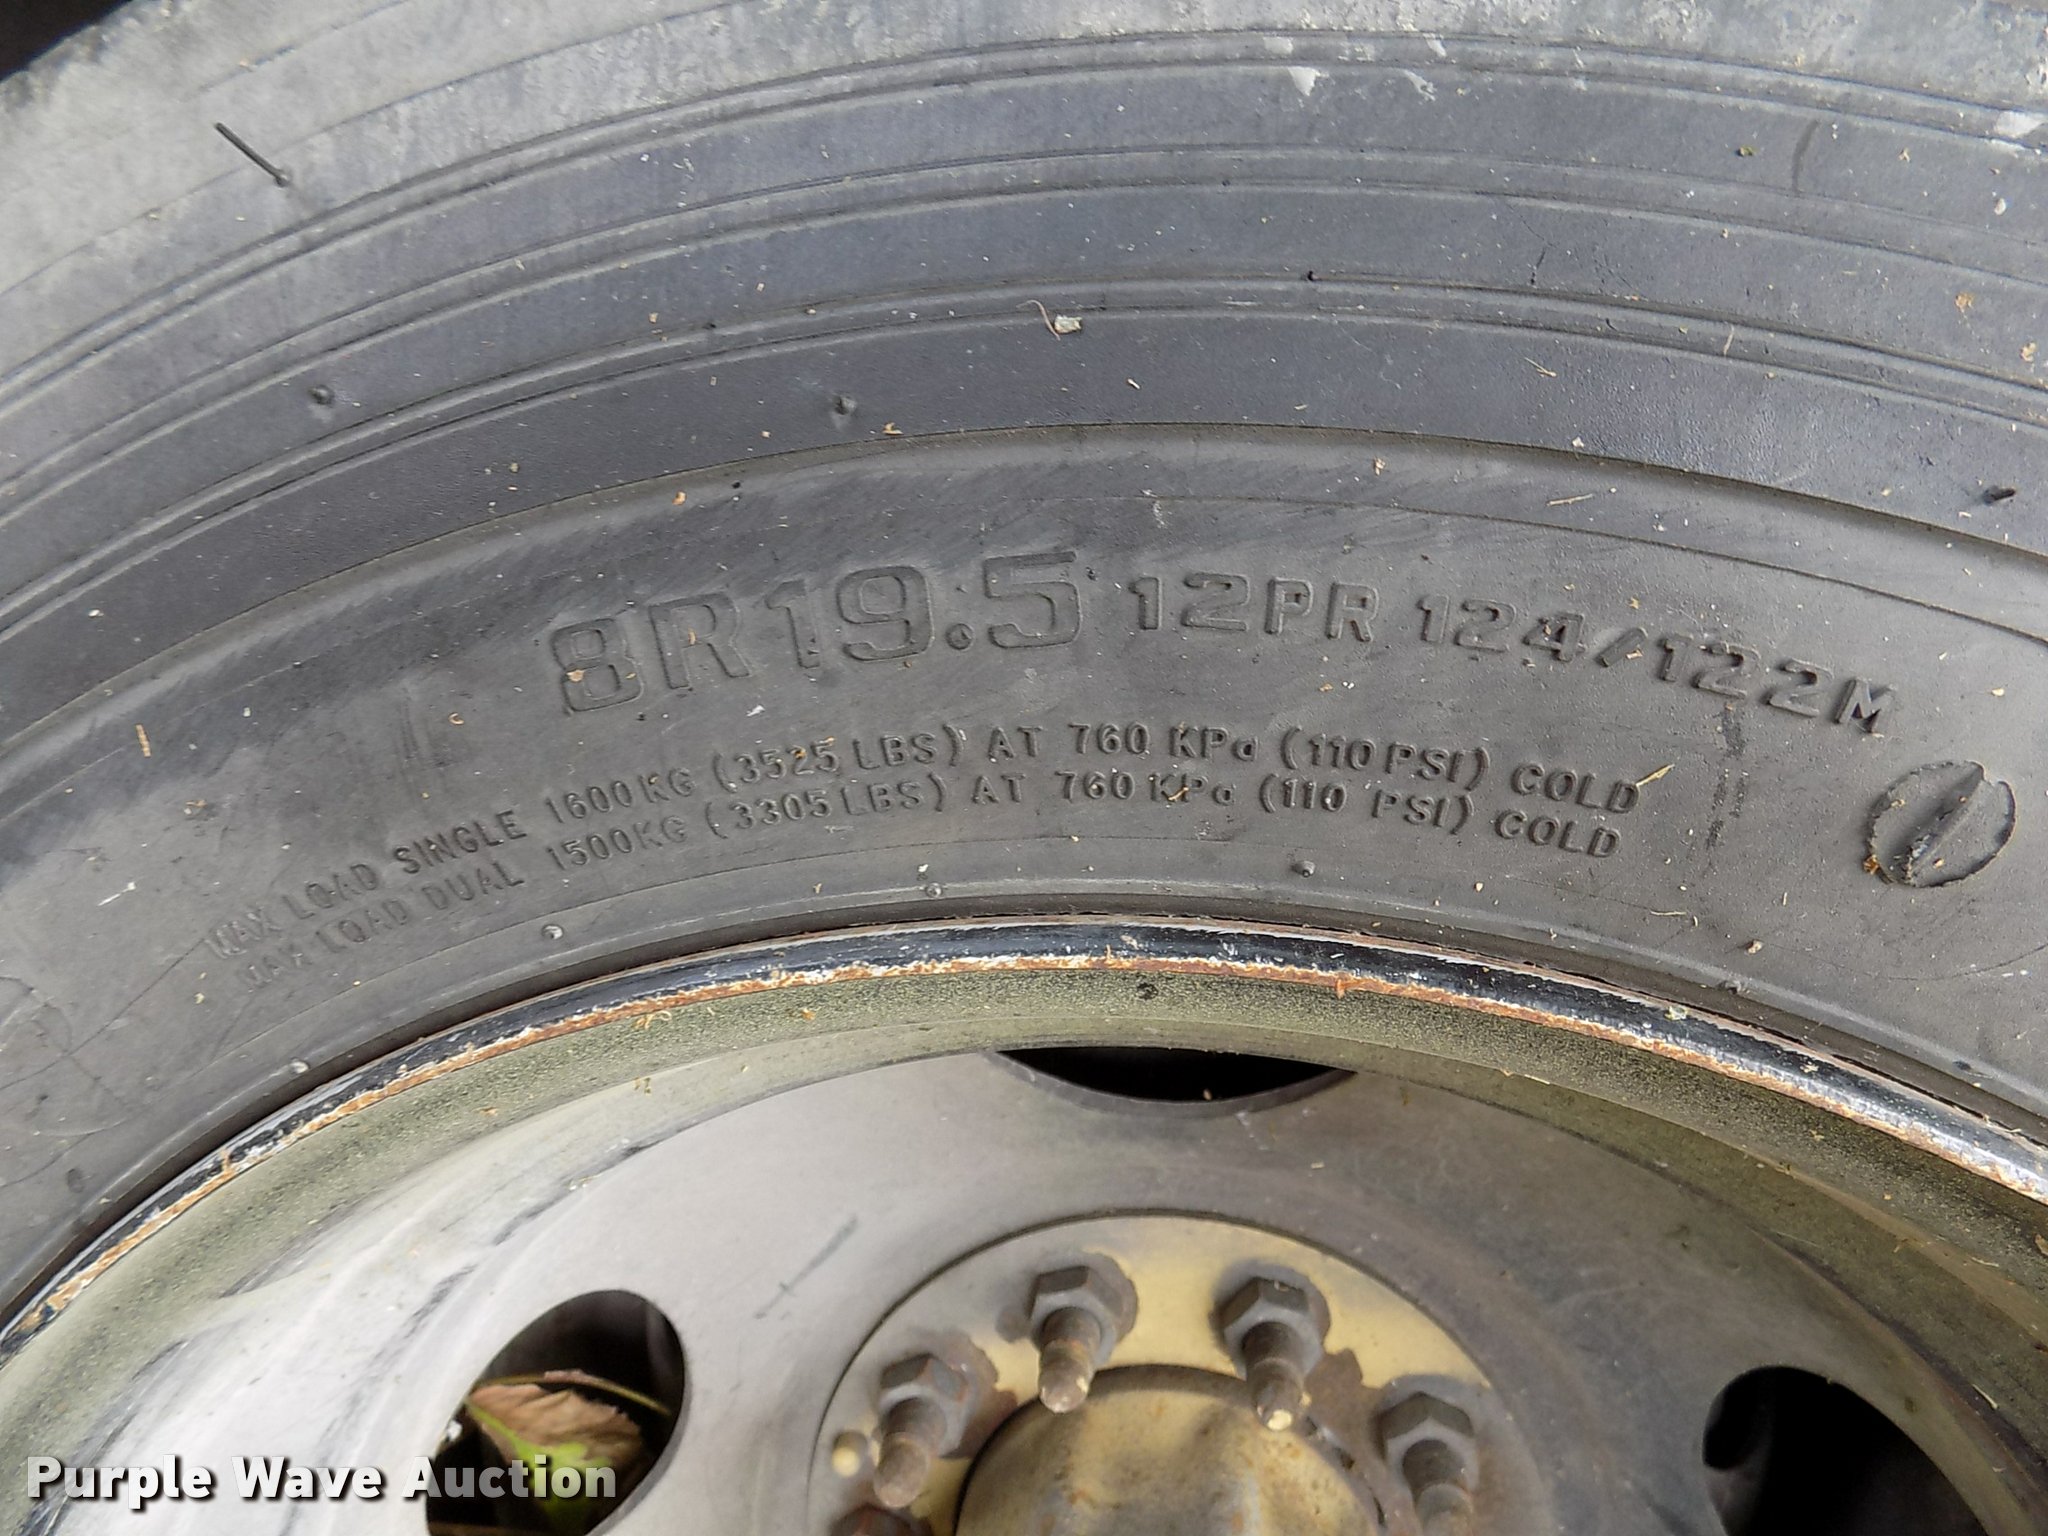 8R19.5 12PR 124/122M
MAX LOAD SINGLE 1600KG (3525 LBS) AT 760 KPa (110 PSI) COLD
MAX LOAD DUAL 1500KG (3305 LBS) AT 760 KPa (110 PSI) COLD
Purple Wave Auction